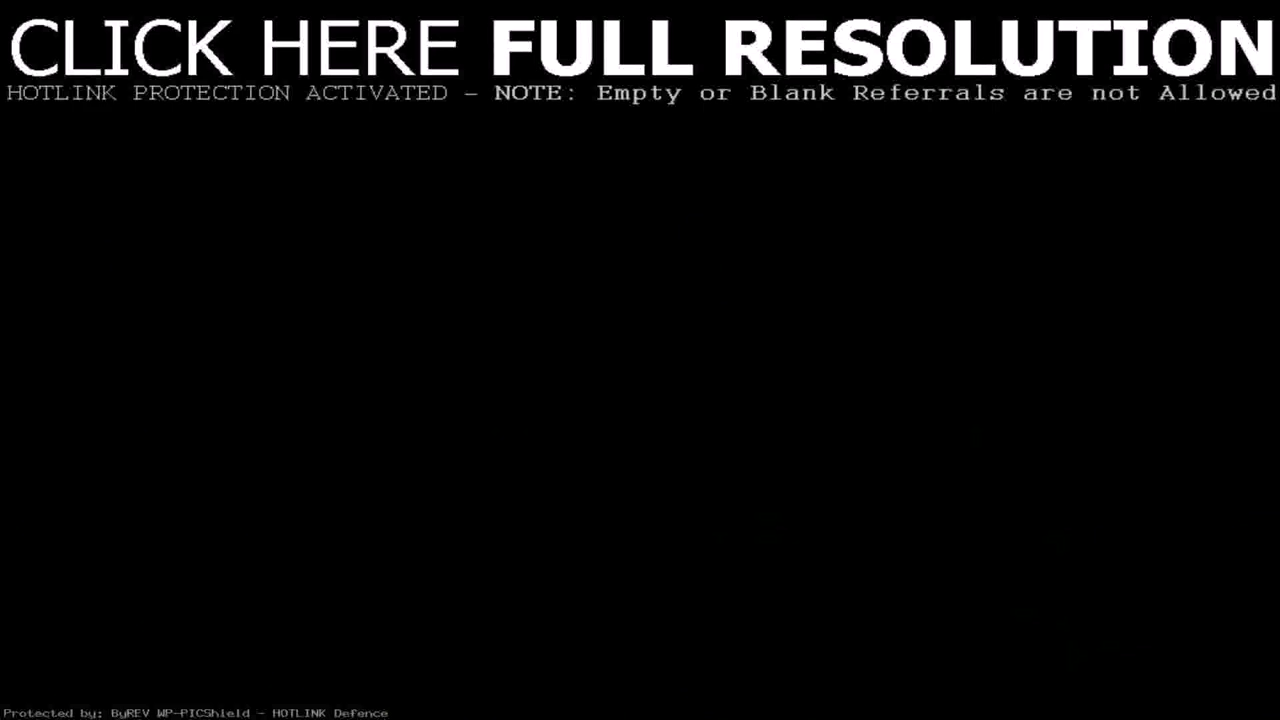 CLICK HERE FULL RESOLUTION
HOTLINK PROTECTION ACTIVATED - NOTE: Empty or Blank Referrals are not Allowed
Protected by: ByREV WP-PICShield - HOTLINK Defence